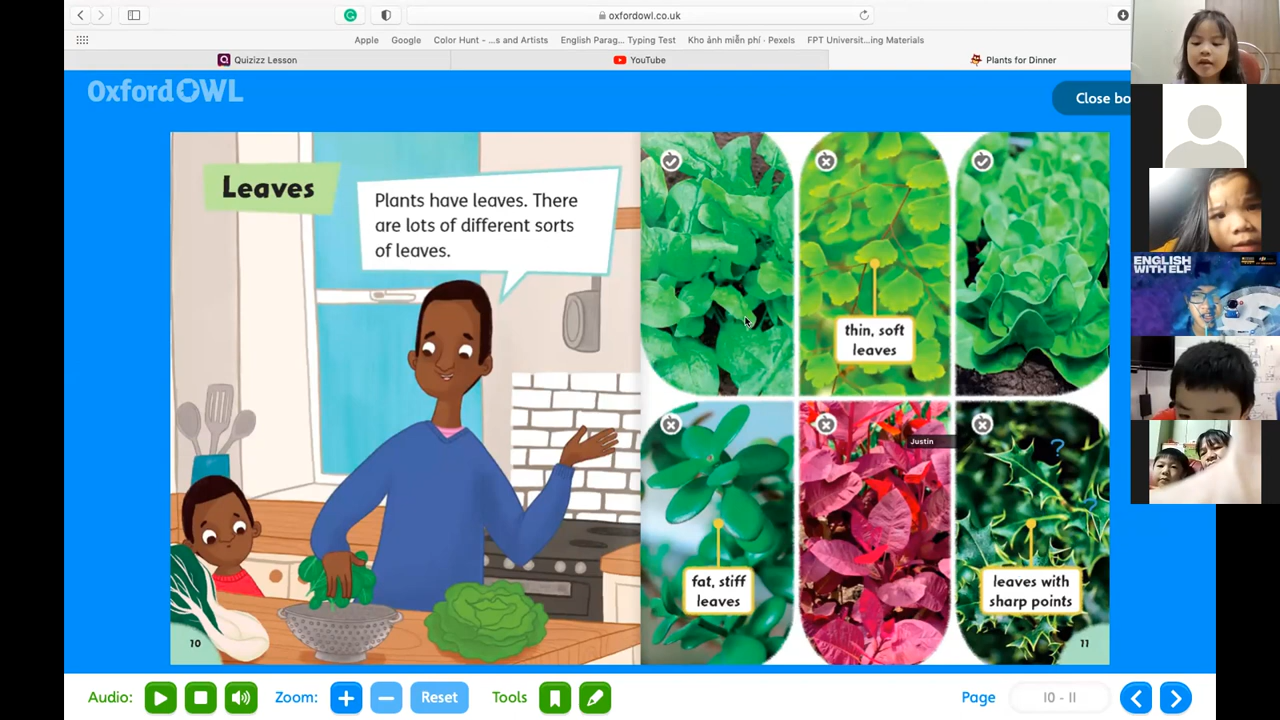 oxfordowl.co.uk
Apple
Google
Color Hunt - ...s and Artists
English Parag... Typing Test
Kho ảnh miễn phí · Pexels
FPT Universit...ing Materials
Quizizz Lesson
YouTube
Plants for Dinner
Oxford OWL
Close bo
Leaves
Plants have leaves. There
are lots of different sorts
of leaves.
thin, soft
leaves
fat, stiff
leaves
Justin
?
leaves with
sharp points
10
11
ENGLISH
WITH ELF
Audio:
Zoom:
Reset
Tools
Page
10 - 11